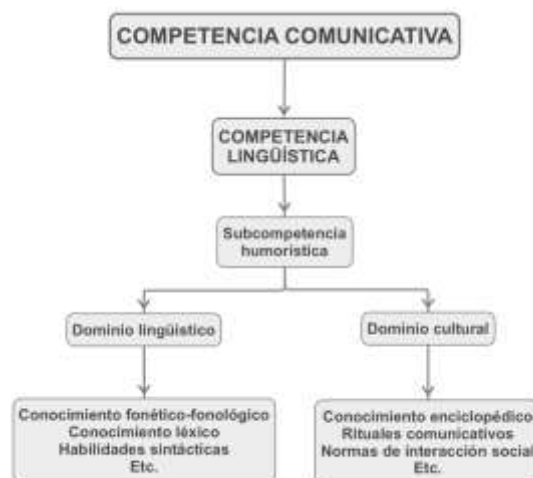 COMPETENCIA COMUNICATIVA
COMPETENCIA
LINGÜÍSTICA
Subcompetencia
humorística
Dominio lingüístico
Dominio cultural
Conocimiento fonético-fonológico
Conocimiento léxico
Habilidades sintácticas
Etc.
Conocimiento enciclopédico
Rituales comunicativos
Normas de interacción social
Etc.